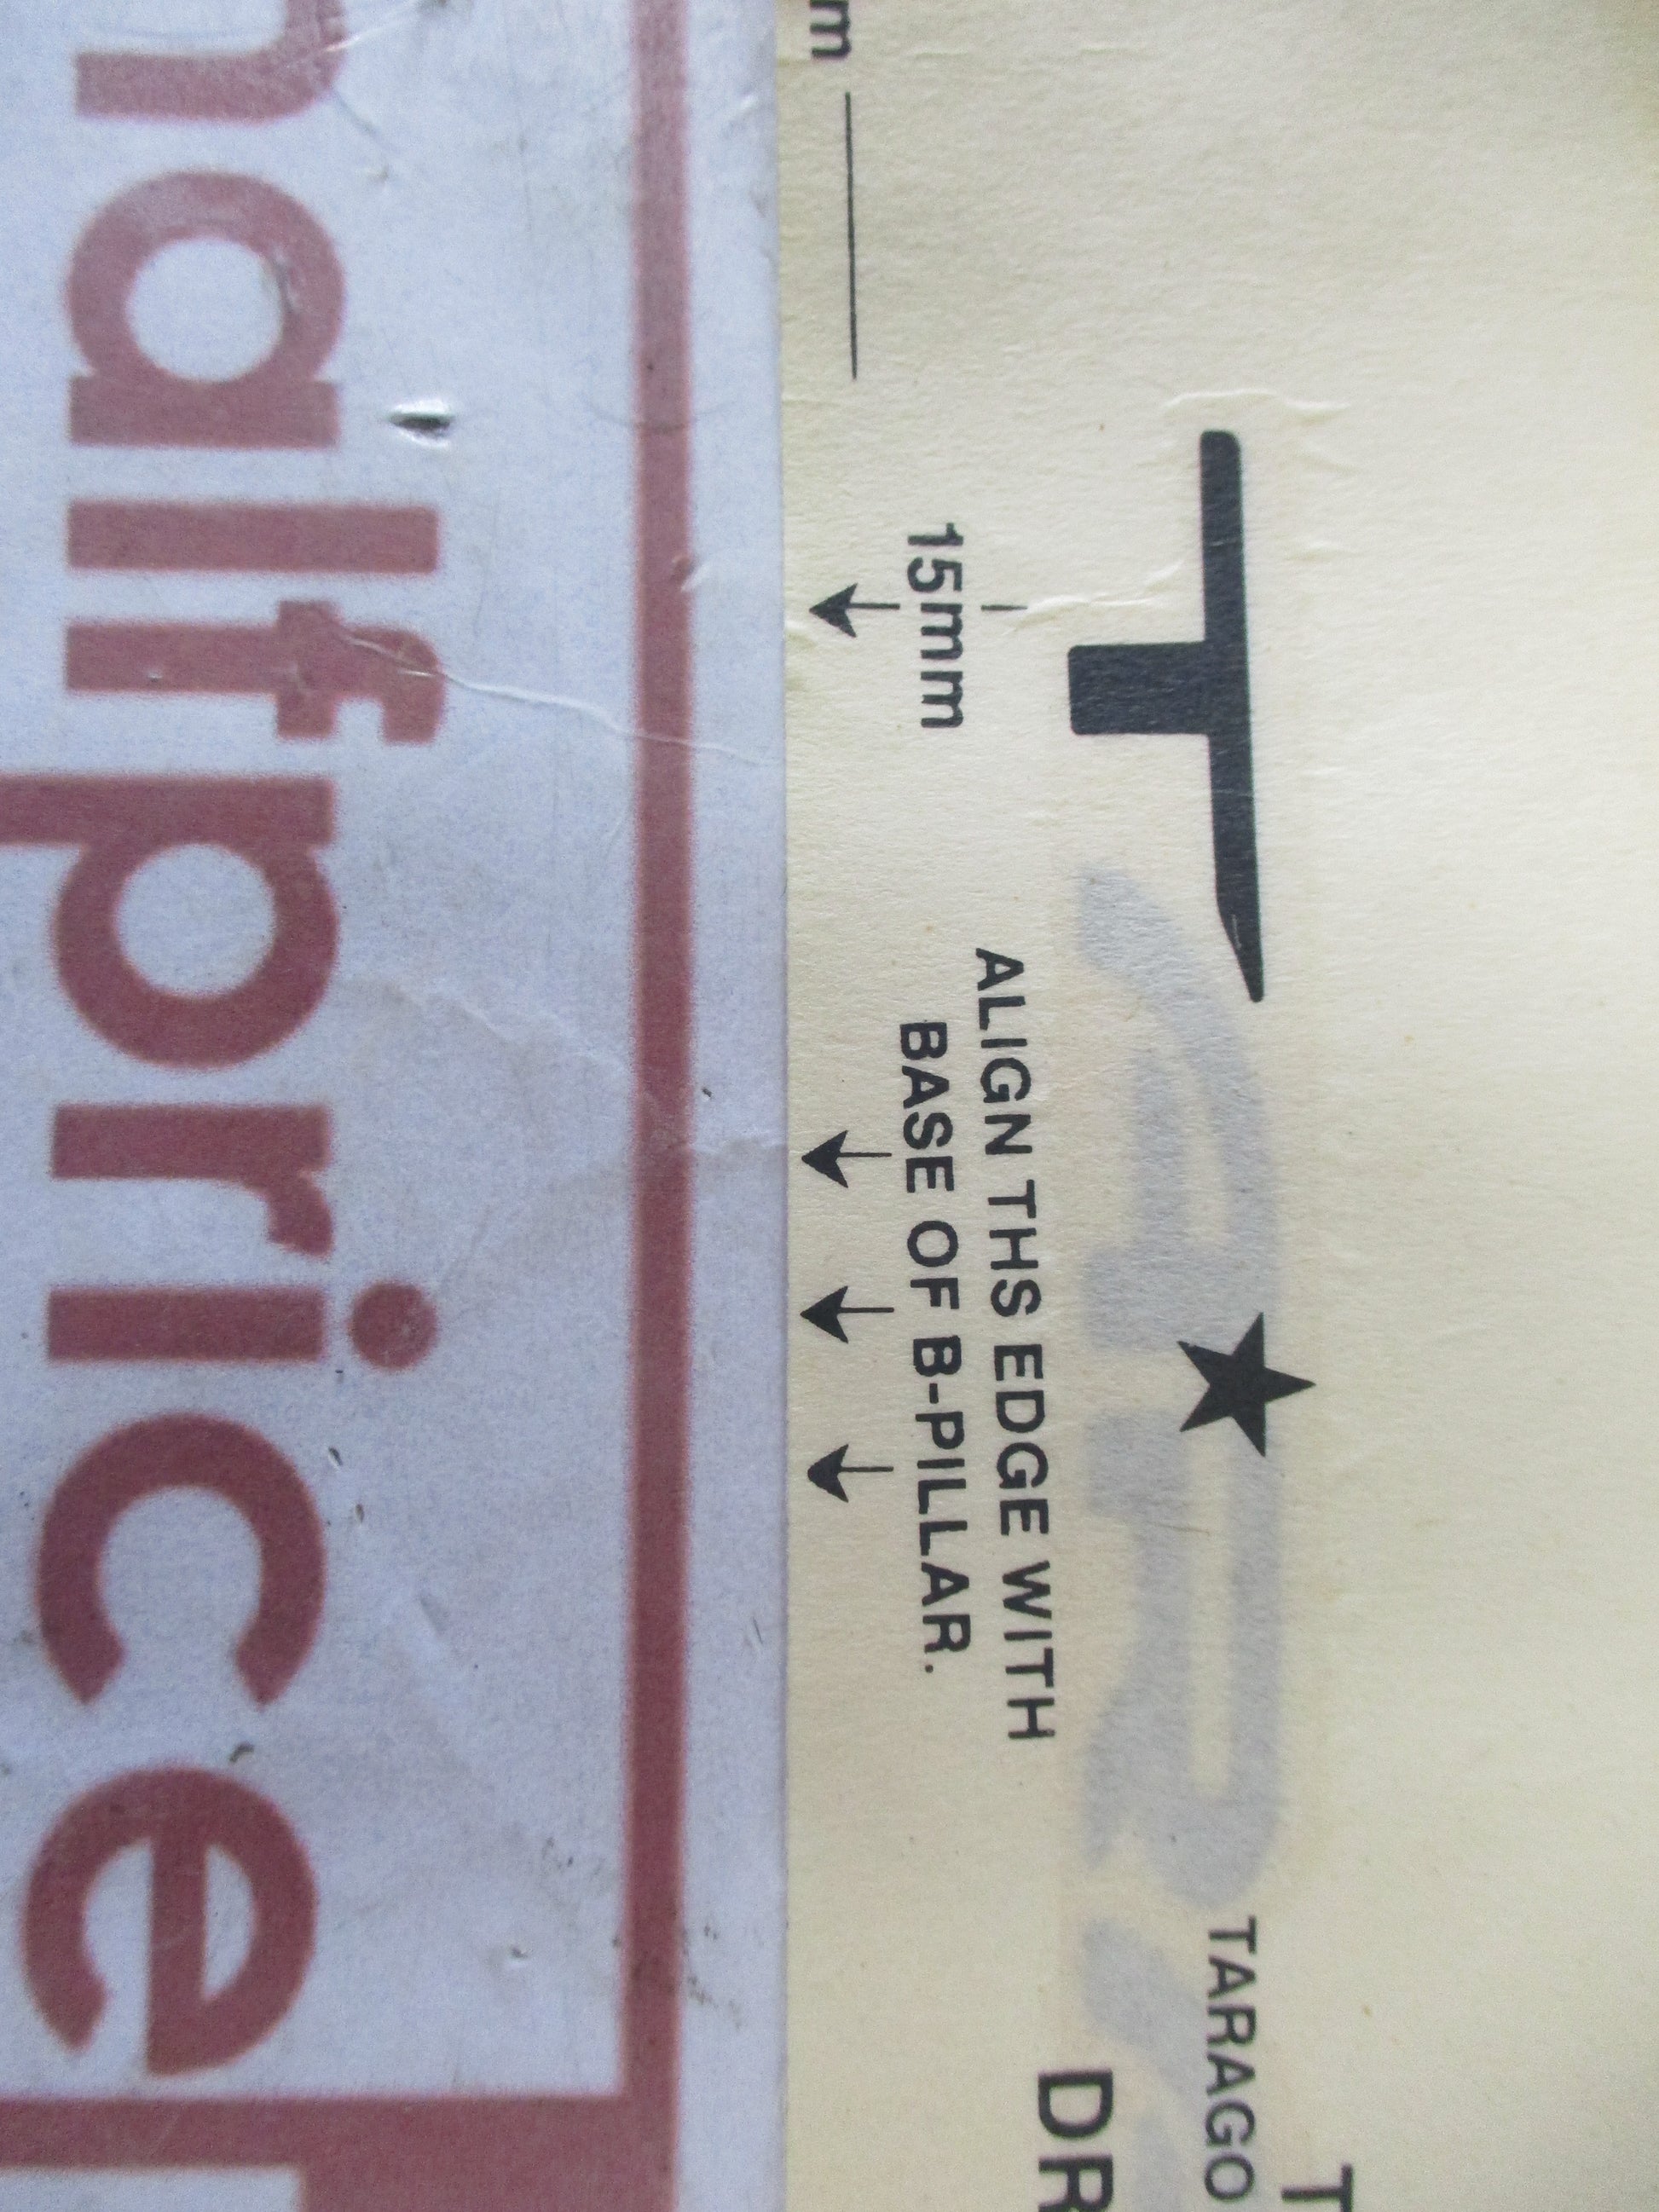 TARAGO
DR
ALIGN THS EDGE WITH
BASE OF B-PILLAR.
15mm
m
halfprice